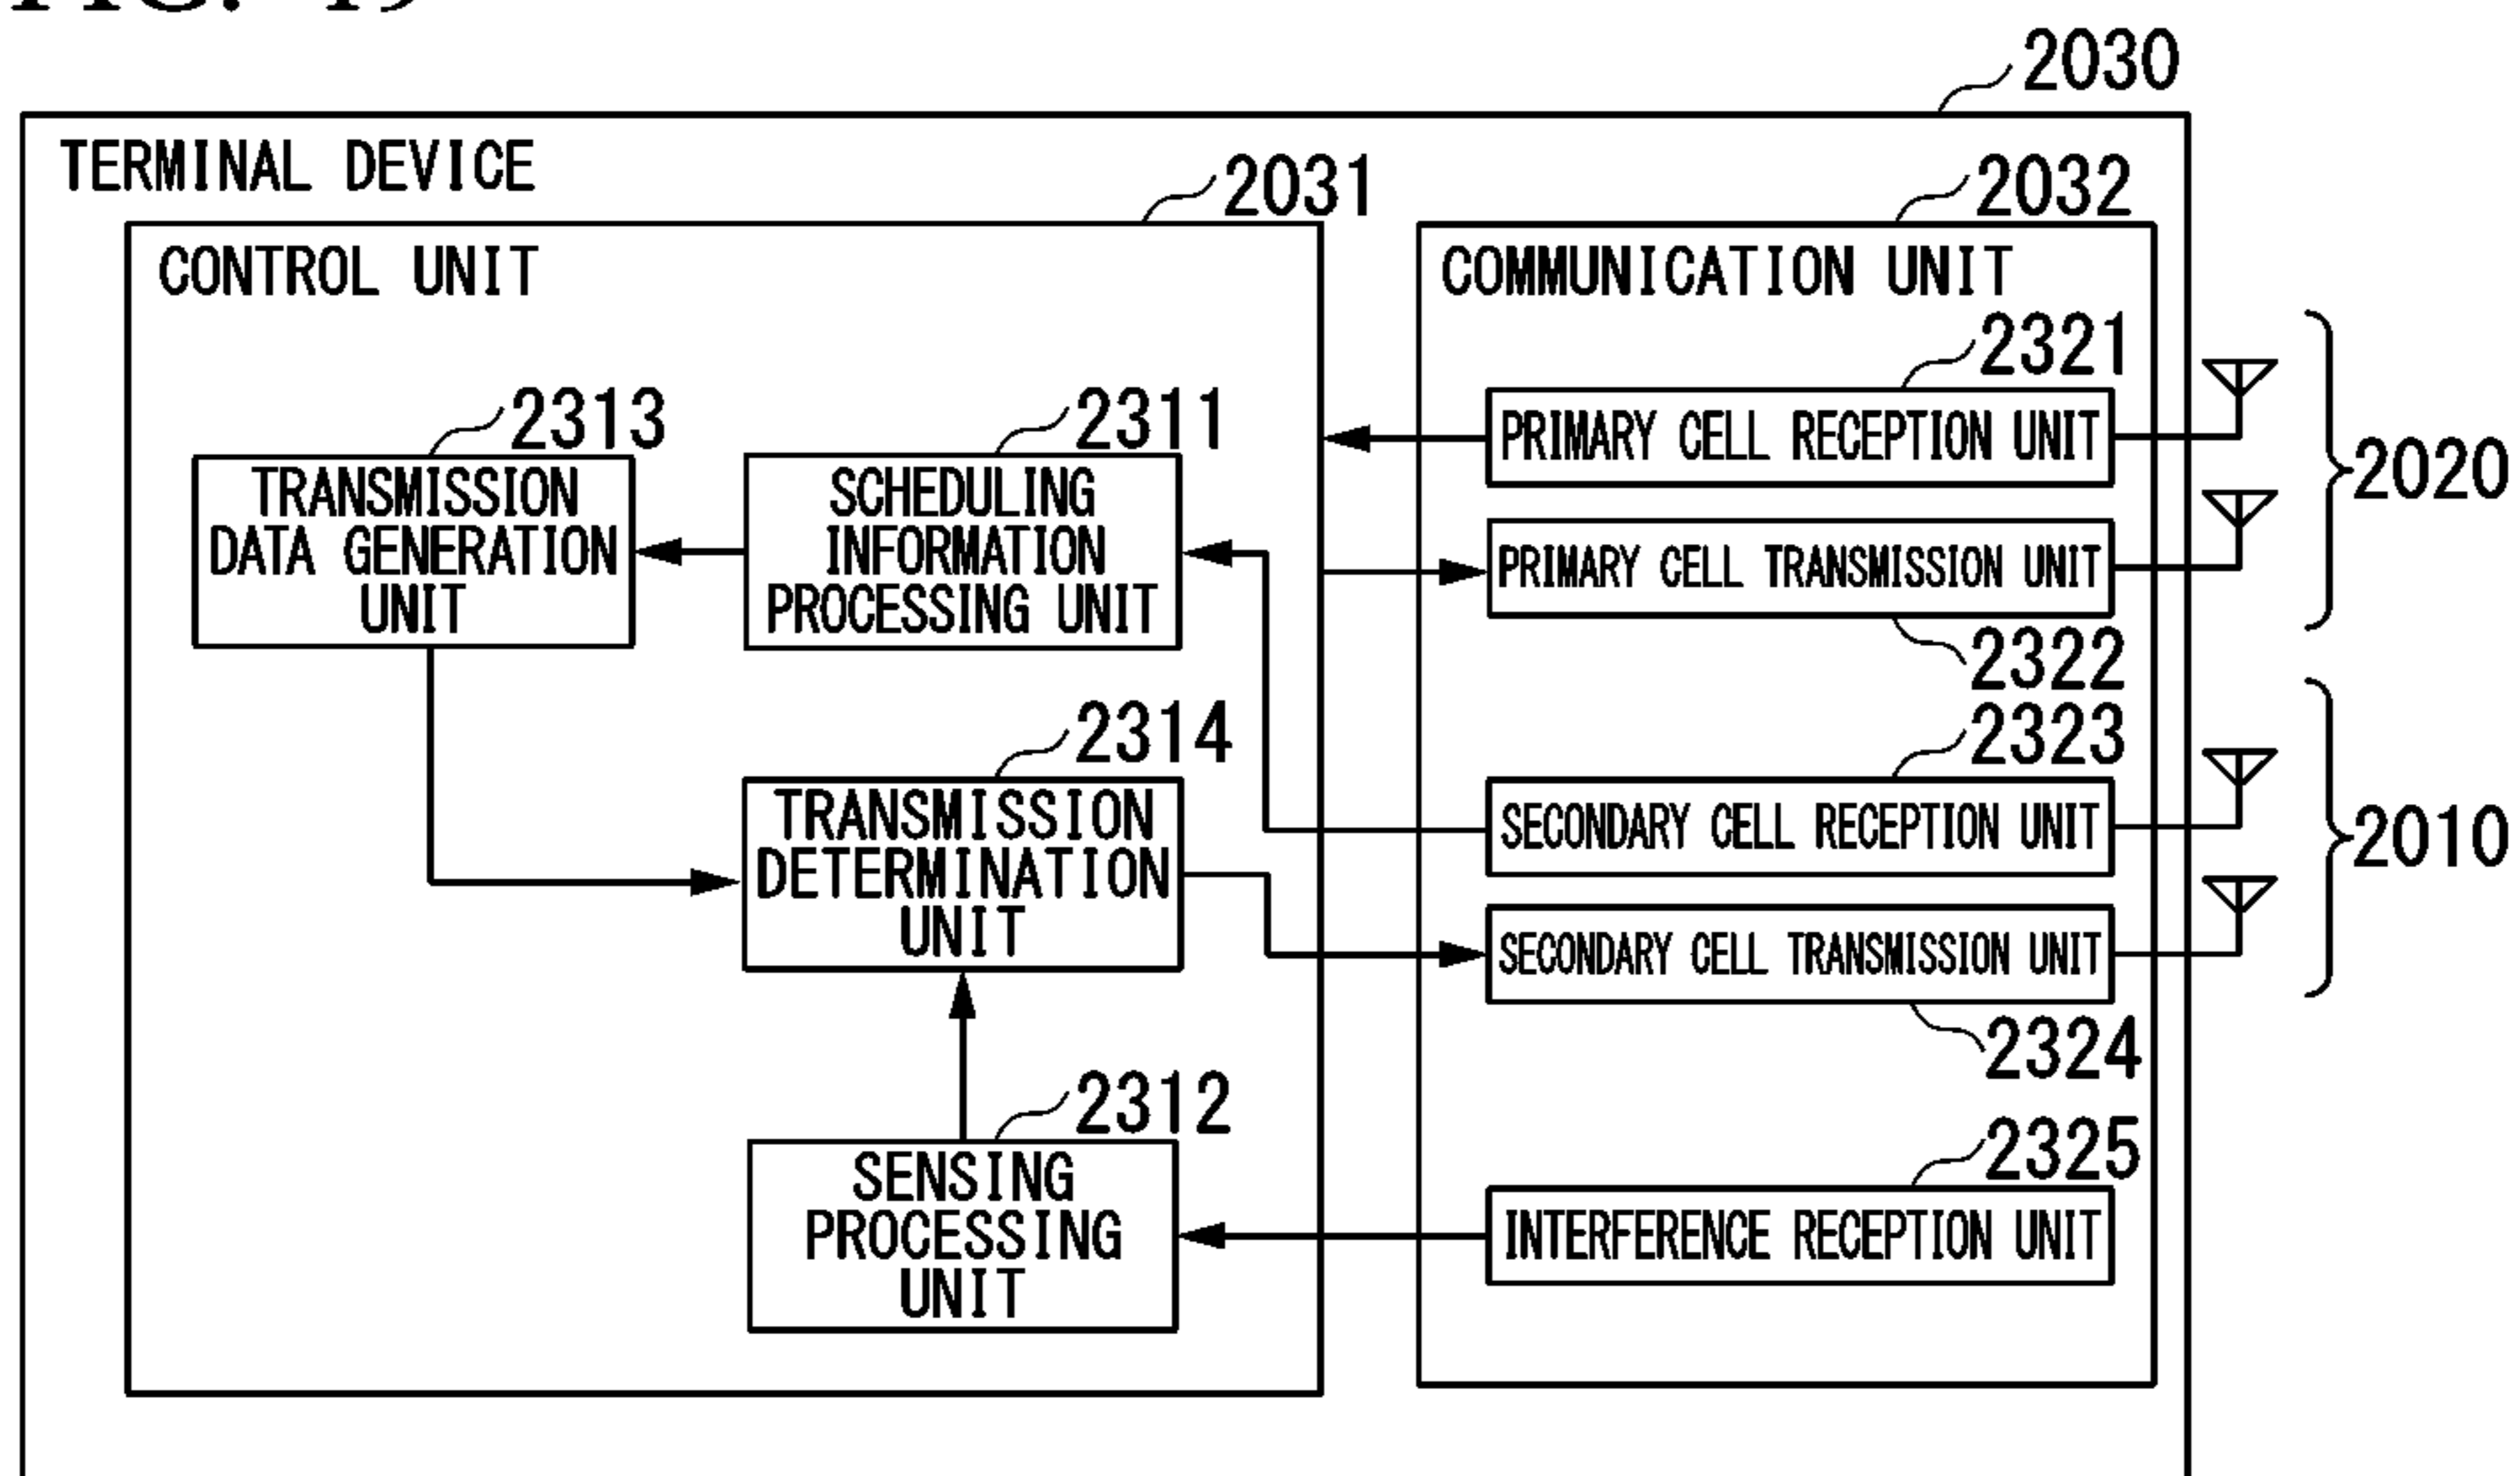 2030
TERMINAL DEVICE
2031
2032
CONTROL UNIT
COMMUNICATION UNIT
2313
2311
2321
TRANSMISSION
DATA GENERATION
UNIT
SCHEDULING
INFORMATION
PROCESSING UNIT
PRIMARY CELL RECEPTION UNIT
2020
PRIMARY CELL TRANSMISSION UNIT
2322
2314
2323
TRANSMISSION
DETERMINATION
UNIT
SECONDARY CELL RECEPTION UNIT
2010
SECONDARY CELL TRANSMISSION UNIT
2324
2312
2325
SENSING
PROCESSING
UNIT
INTERFERENCE RECEPTION UNIT